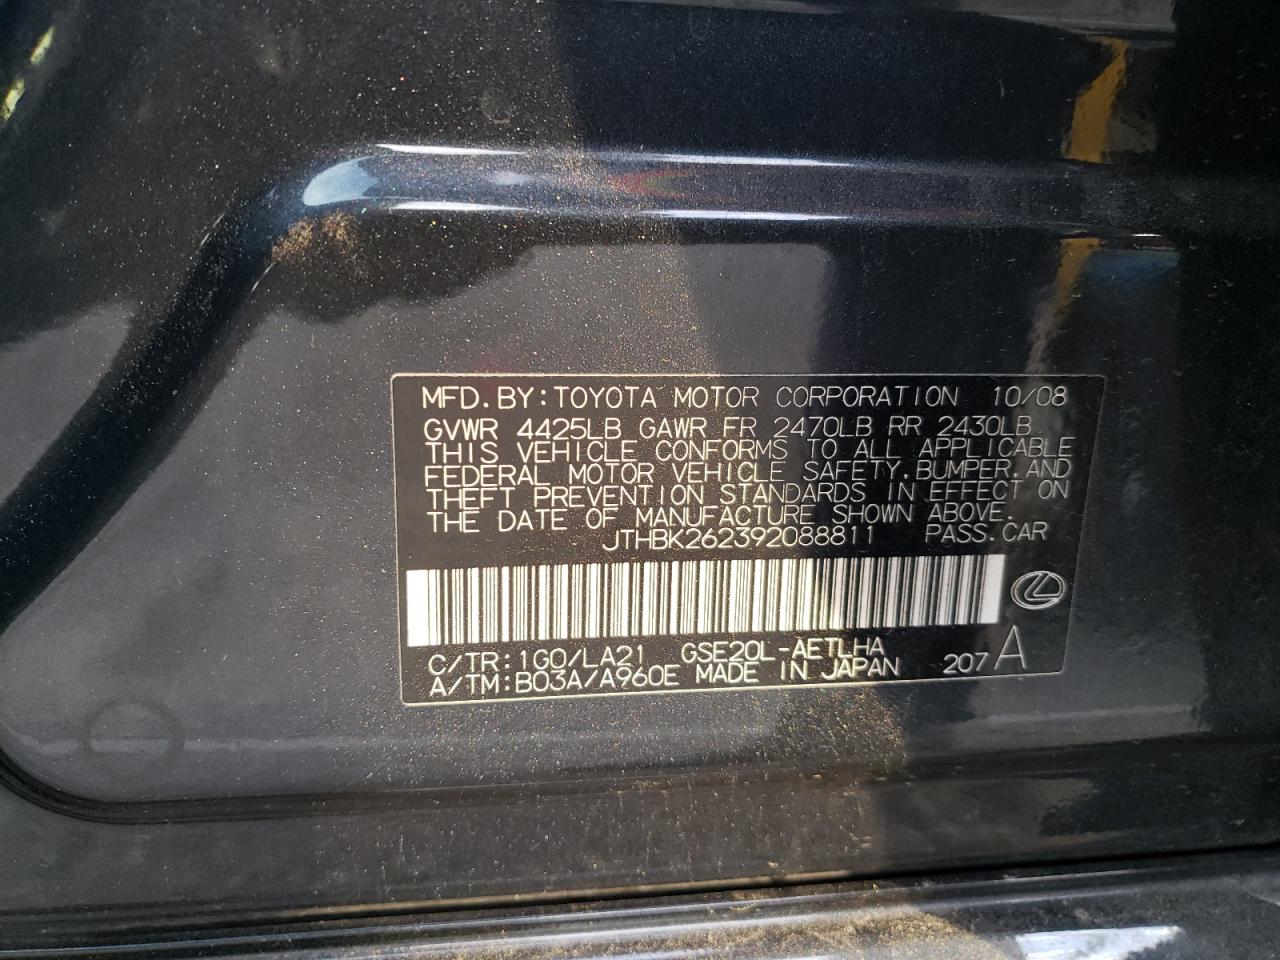 MFD. BY: TOYOTA MOTOR CORPORATION 10/08
GVWR 4425LB GAWR FR 2470LB RR 2430LB
THIS VEHICLE CONFORMS TO ALL APPLICABLE
FEDERAL MOTOR VEHICLE SAFETY, BUMPER, AND
THEFT PREVENTION STANDARDS IN EFFECT ON
THE DATE OF MANUFACTURE SHOWN ABOVE.
JTHBK262392088811 PASS. CAR
C/TR: 1G0/LA21 GSE20L-AETLHA
A/TM: B03A/A960E MADE IN JAPAN 207 A